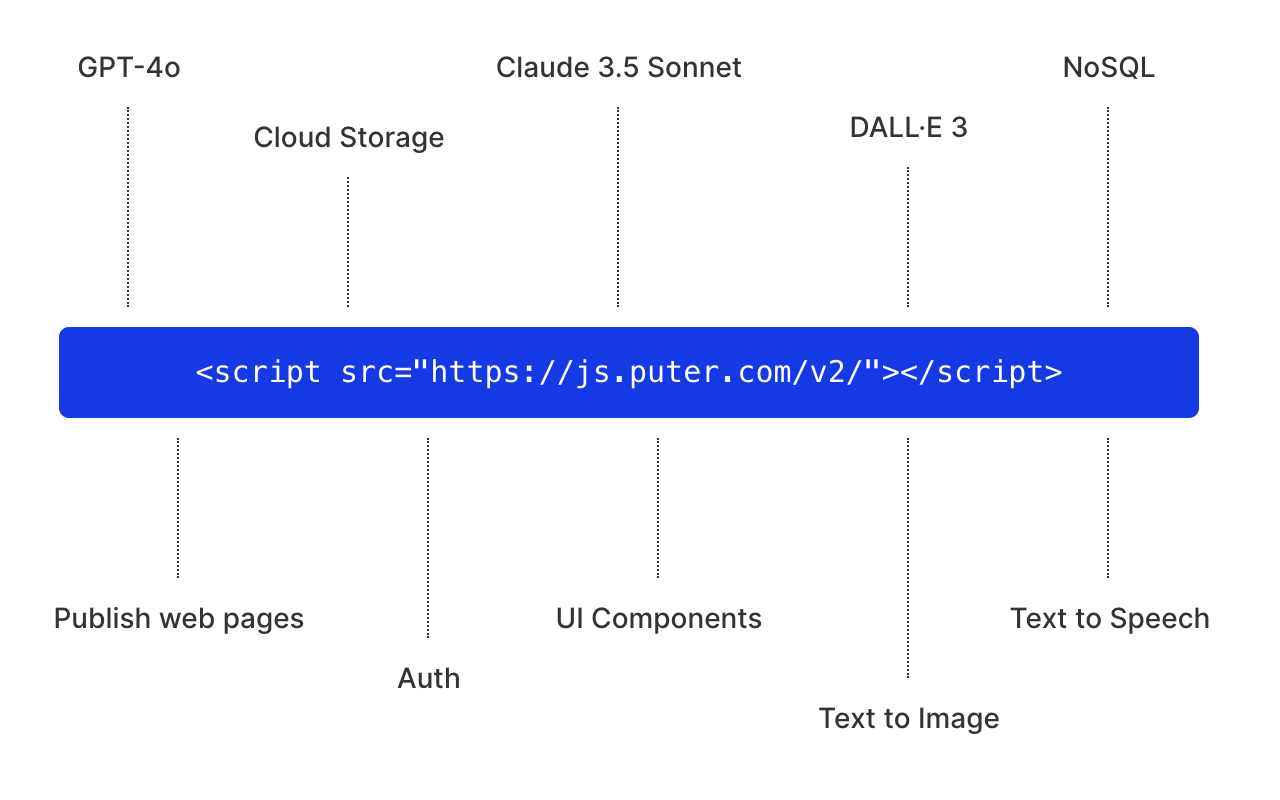 GPT-4o
Claude 3.5 Sonnet
NoSQL
Cloud Storage
DALL·E 3
<script src="https://js.puter.com/v2/"></script>
Publish web pages
UI Components
Text to Speech
Auth
Text to Image